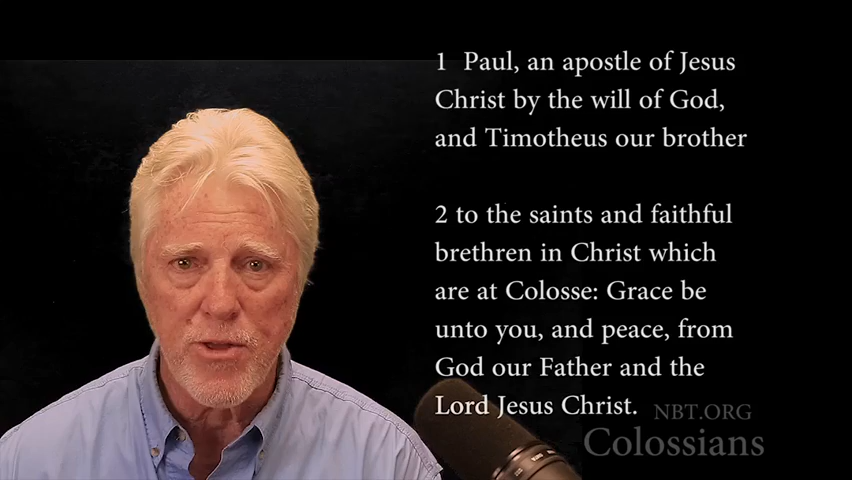 1 Paul, an apostle of Jesus
Christ by the will of God,
and Timotheus our brother
2 to the saints and faithful
brethren in Christ which
are at Colosse: Grace be
unto you, and peace, from
God our Father and the
Lord Jesus Christ.
NBT.ORG
Colossians